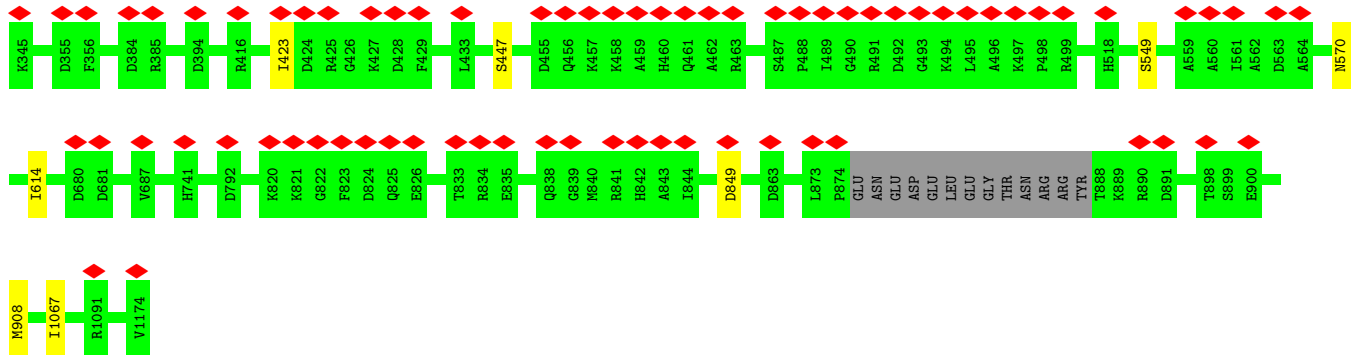 K345 D355 F356 D384 R385 D394 R416 I423 D424 R425 G426 K427 D428 F429 L433 S447 D455 Q456 K457 K458 A459 H460 Q461 A462 R463 S487 P488 I489 G490 R491 D492 G493 K494 L495 A496 K497 P498 R499 H518 S549 A559 A560 I561 A562 D563 A564 N570
I614 D680 D681 V687 H741 D792 K820 K821 G822 F823 D824 Q825 E826 T833 R834 E835 Q838 G839 M840 R841 H842 A843 I844 D849 D863 L873 P874 GLU ASN GLU ASP GLU LEU GLU GLY THR ASN ARG ARG TYR T888 K889 R890 D891 T898 S899 E900
M908 I1067 R1091 V1174